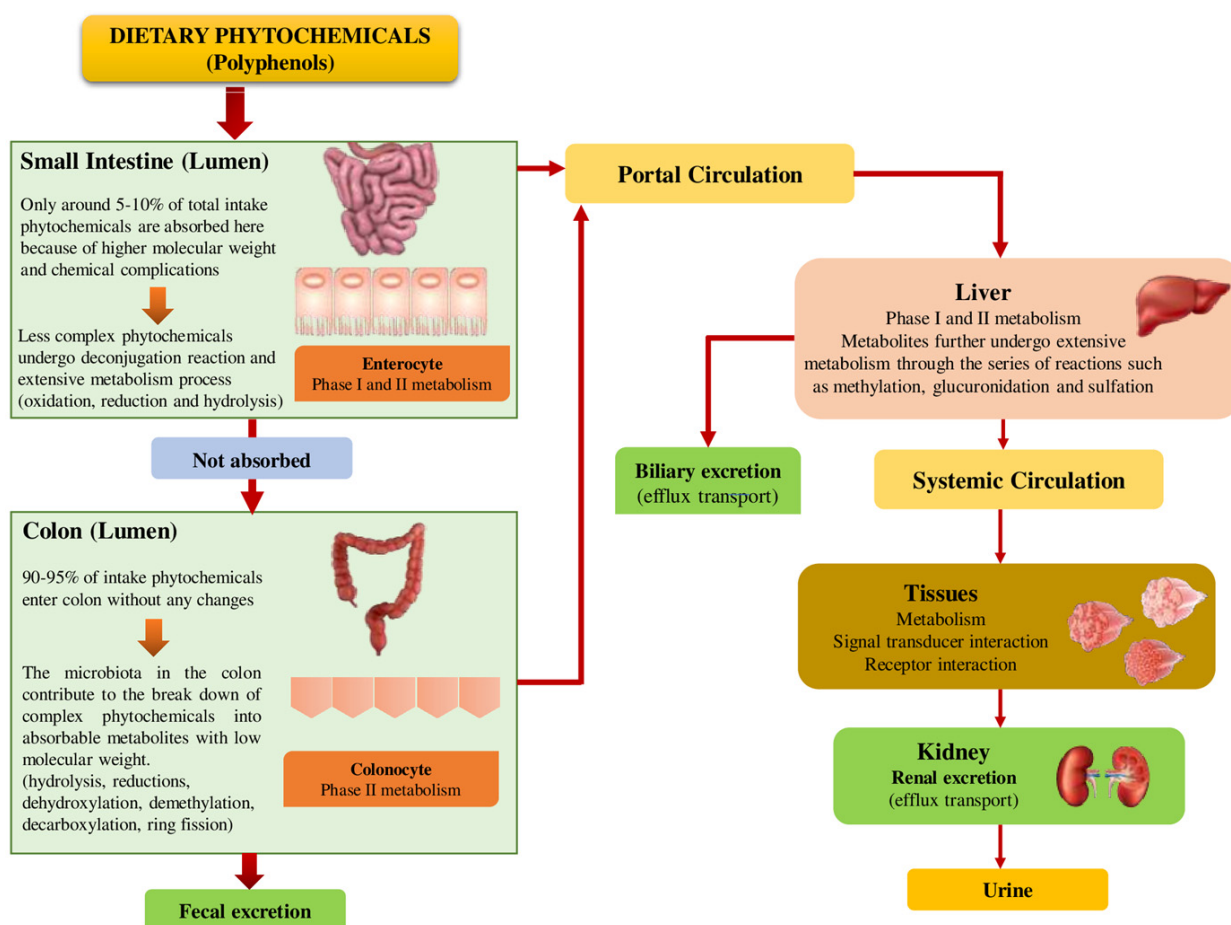 DIETARY PHYTOCHEMICALS
(Polyphenols)
Small Intestine (Lumen)
Only around 5-10% of total intake
phytochemicals are absorbed here
because of higher molecular weight
and chemical complications
Less complex phytochemicals
undergo deconjugation reaction and
extensive metabolism process
(oxidation, reduction and hydrolysis)
Enterocyte
Phase I and II metabolism
Not absorbed
Colon (Lumen)
90-95% of intake phytochemicals
enter colon without any changes
The microbiota in the colon
contribute to the break down of
complex phytochemicals into
absorbable metabolites with low
molecular weight.
(hydrolysis, reductions,
dehydroxylation, demethylation,
decarboxylation, ring fission)
Colonocyte
Phase II metabolism
Fecal excretion
Portal Circulation
Liver
Phase I and II metabolism
Metabolites further undergo extensive
metabolism through the series of reactions such
as methylation, glucuronidation and sulfation
Biliary excretion
(efflux transport)
Systemic Circulation
Tissues
Metabolism
Signal transducer interaction
Receptor interaction
Kidney
Renal excretion
(efflux transport)
Urine